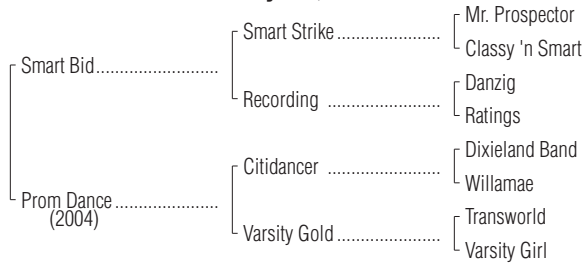 Mr. Prospector
Smart Strike
Classy 'n Smart
Smart Bid
Danzig
Recording
Ratings
Dixieland Band
Citidancer
Willamae
Prom Dance
(2004)
Transworld
Varsity Gold
Varsity Girl